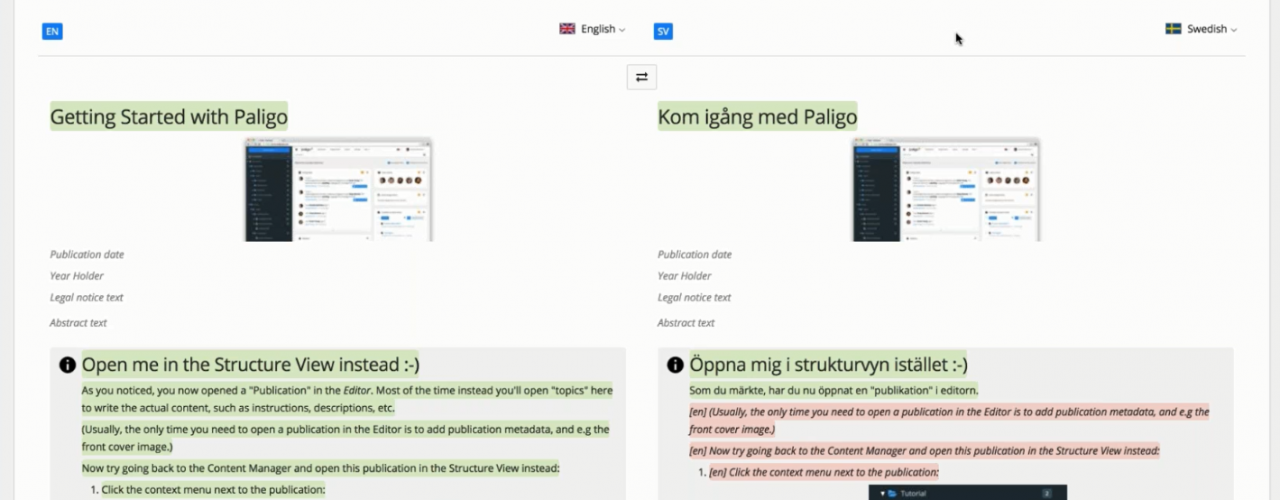 EN
English
SV
Swedish
Getting Started with Paligo
Kom igång med Paligo
Publication date
Year Holder
Legal notice text
Abstract text
Publication date
Year Holder
Legal notice text
Abstract text
Open me in the Structure View instead :-)
As you noticed, you now opened a "Publication" in the Editor. Most of the time instead you'll open "topics" here
to write the actual content, such as instructions, descriptions, etc.
(Usually, the only time you need to open a publication in the Editor is to add publication metadata, and e.g the
front cover image.)
Now try going back to the Content Manager and open this publication in the Structure View instead:
1. Click the context menu next to the publication:
Öppna mig i strukturvyn istället :-)
Som du märkte, har du nu öppnat en "publikation" i editorn.
[en] (Usually, the only time you need to open a publication in the Editor is to add publication metadata, and e.g the
front cover image.)
[en] Now try going back to the Content Manager and open this publication in the Structure View instead:
1. [en] Click the context menu next to the publication:
Tutorial